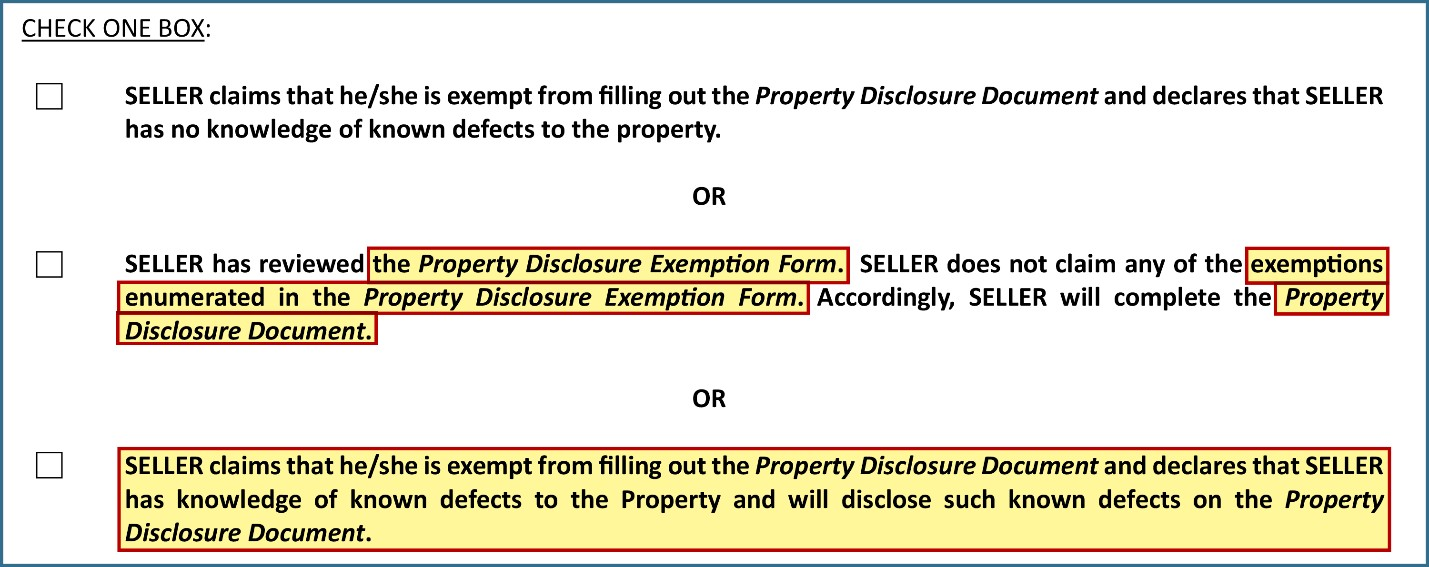 CHECK ONE BOX:
SELLER claims that he/she is exempt from filling out the Property Disclosure Document and declares that SELLER
has no knowledge of known defects to the property.
OR
SELLER has reviewed the Property Disclosure Exemption Form. SELLER does not claim any of the exemptions
enumerated in the Property Disclosure Exemption Form. Accordingly, SELLER will complete the Property
Disclosure Document.
OR
SELLER claims that he/she is exempt from filling out the Property Disclosure Document and declares that SELLER
has knowledge of known defects to the Property and will disclose such known defects on the Property
Disclosure Document.